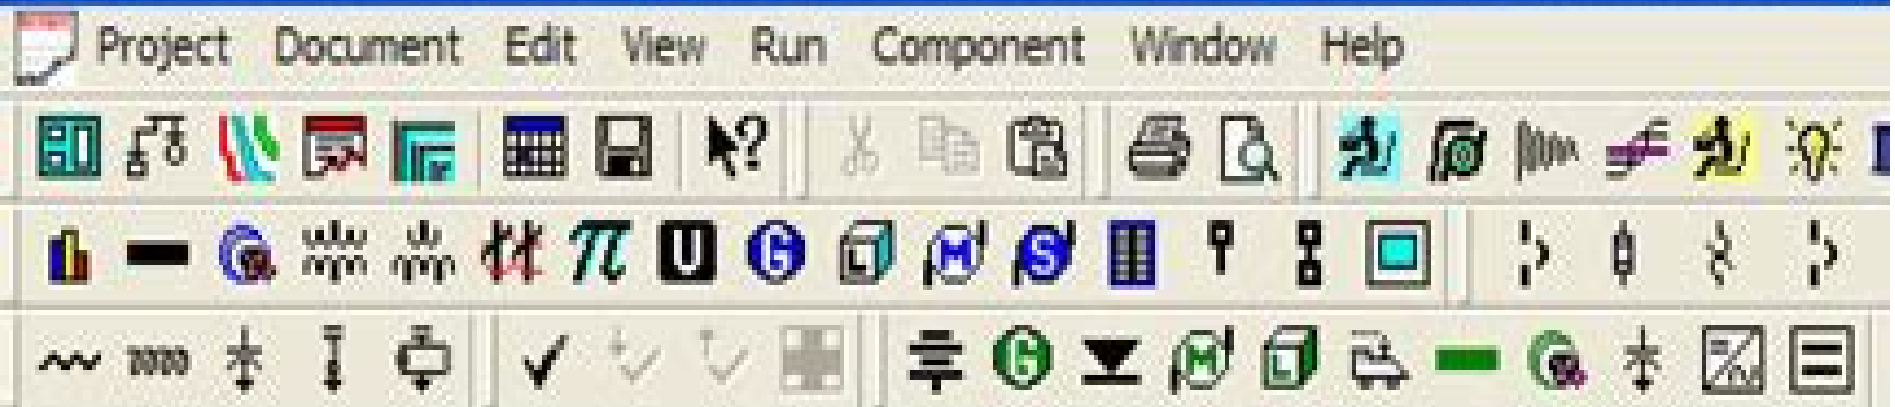 Project Document Edit View Run Component Window Help
?
π U G M S
G M L